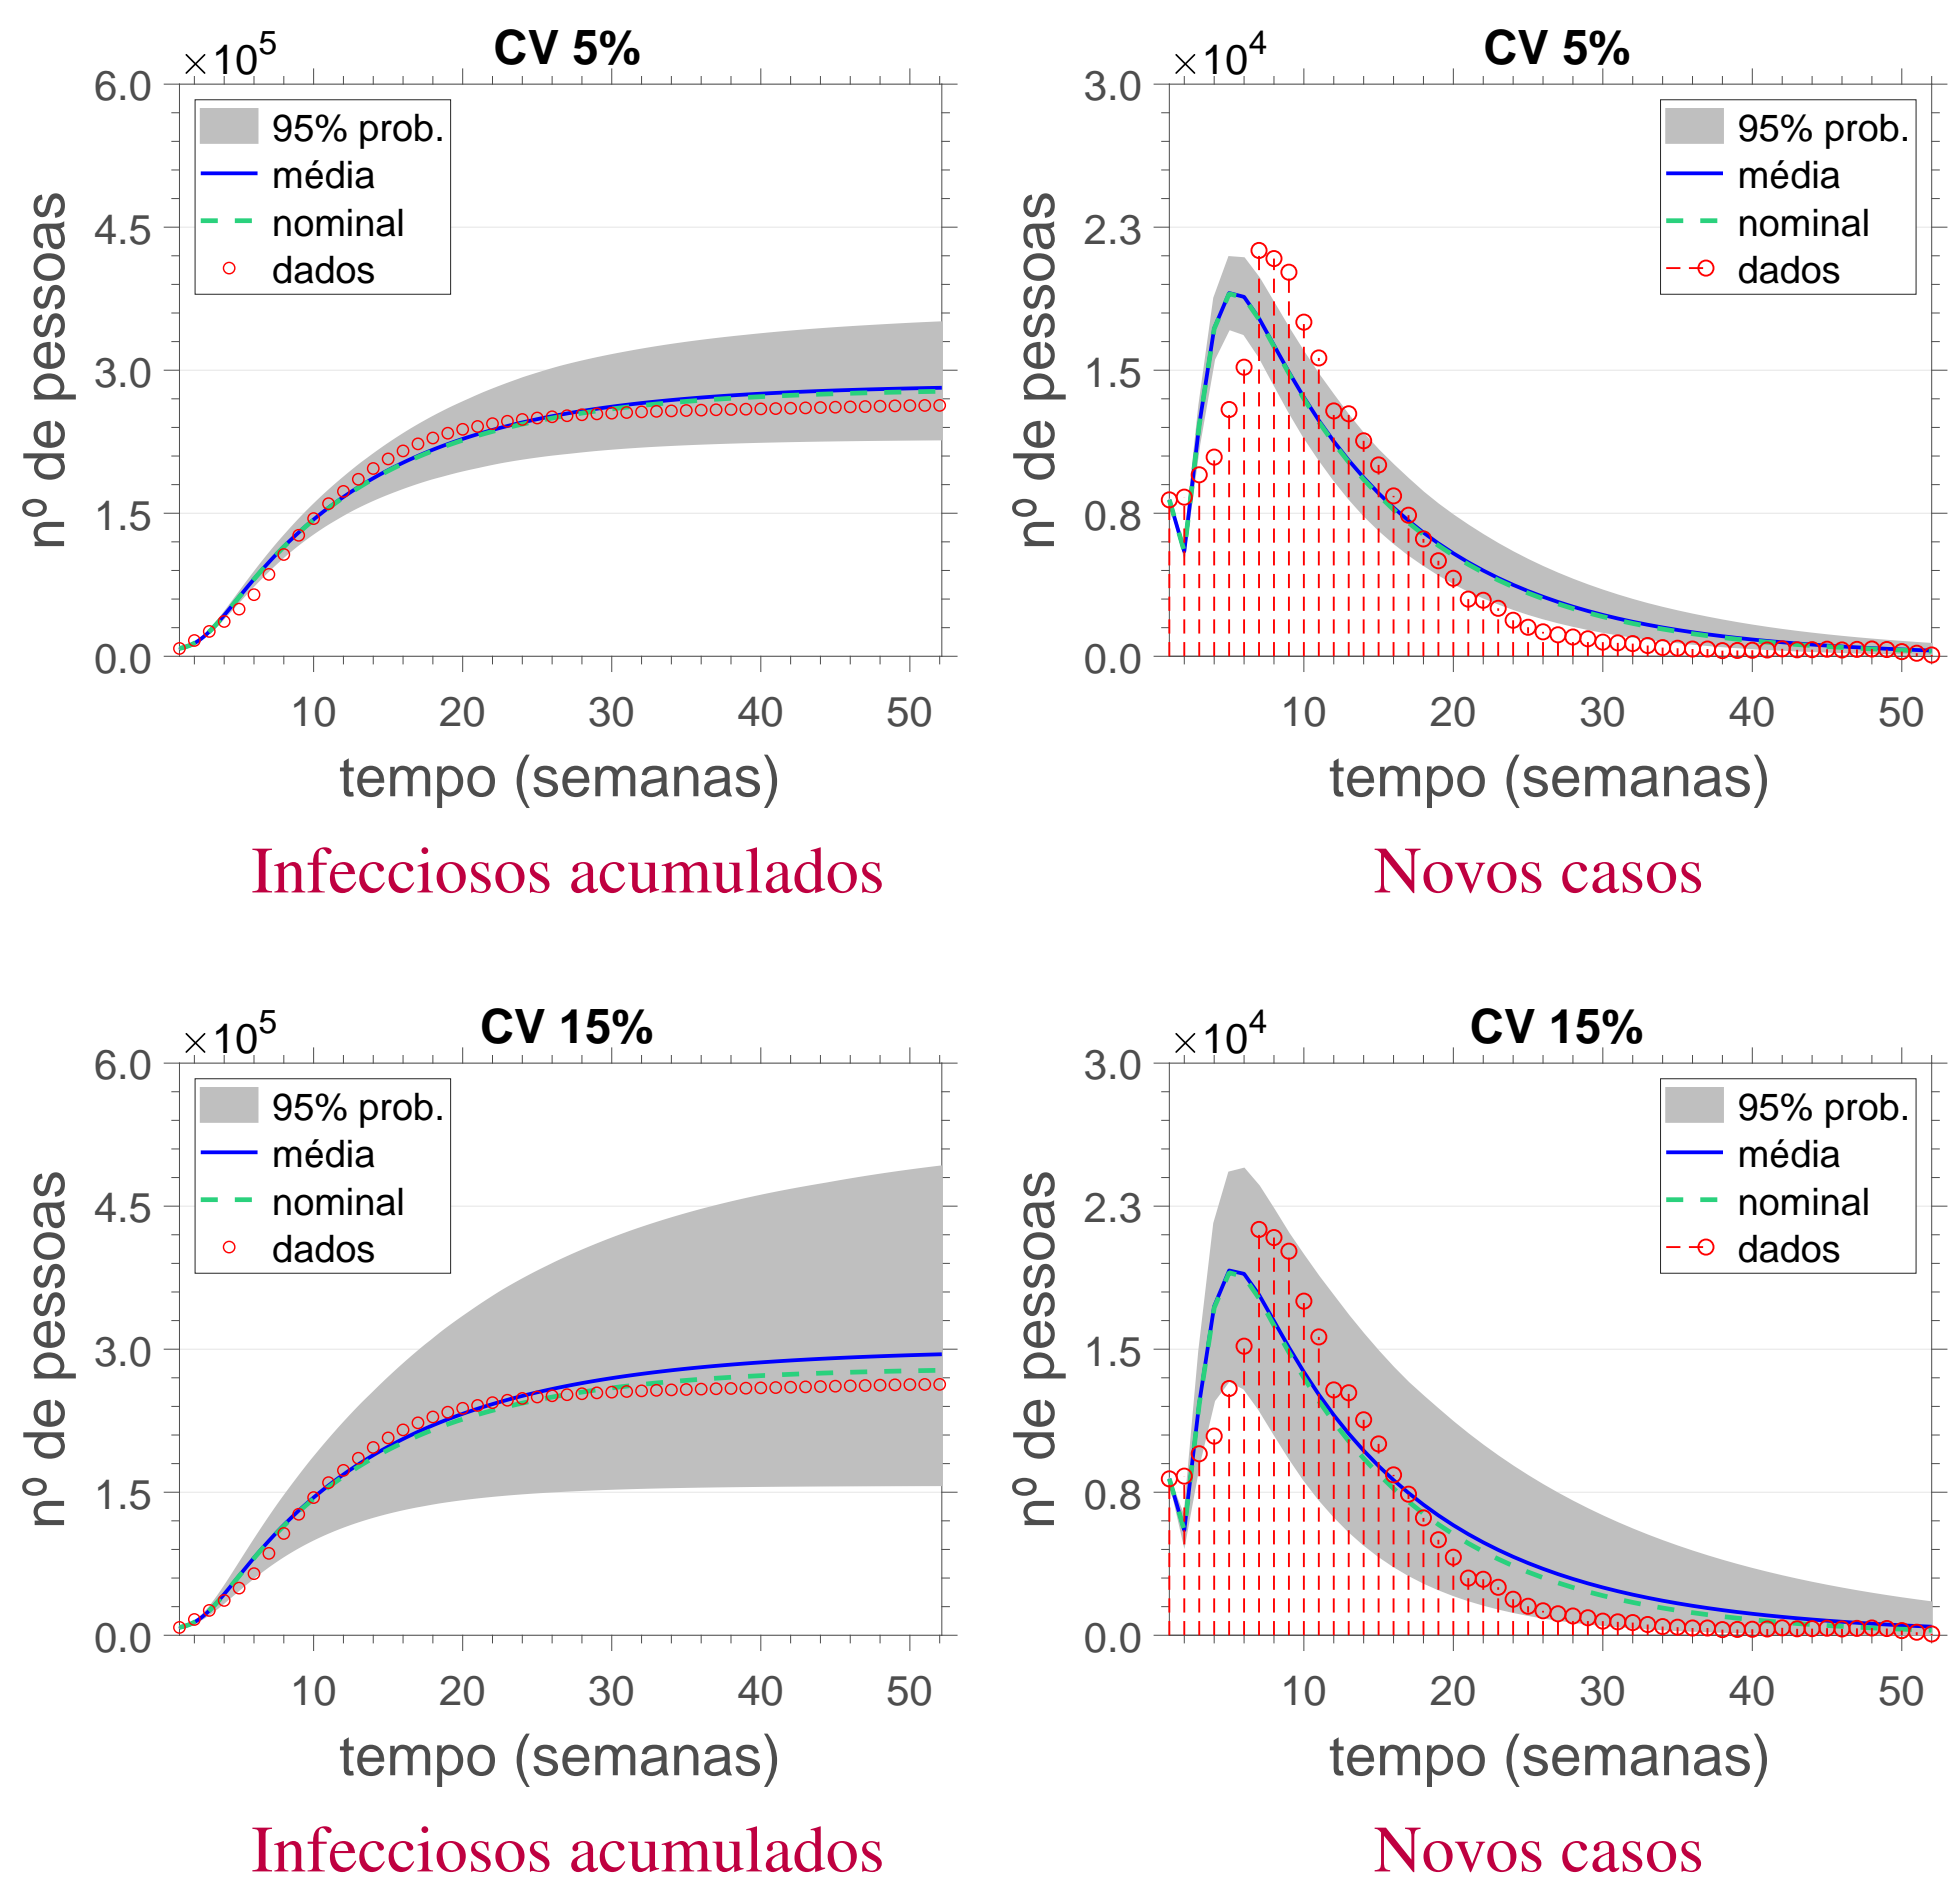 CV 5%
×10^5
6.0
4.5
3.0
1.5
0.0
nº de pessoas
95% prob.
média
nominal
dados
10 20 30 40 50
tempo (semanas)
Infecciosos acumulados
CV 5%
×10^4
3.0
2.3
1.5
0.8
0.0
nº de pessoas
95% prob.
média
nominal
dados
10 20 30 40 50
tempo (semanas)
Novos casos
CV 15%
×10^5
6.0
4.5
3.0
1.5
0.0
nº de pessoas
95% prob.
média
nominal
dados
10 20 30 40 50
tempo (semanas)
Infecciosos acumulados
CV 15%
×10^4
3.0
2.3
1.5
0.8
0.0
nº de pessoas
95% prob.
média
nominal
dados
10 20 30 40 50
tempo (semanas)
Novos casos